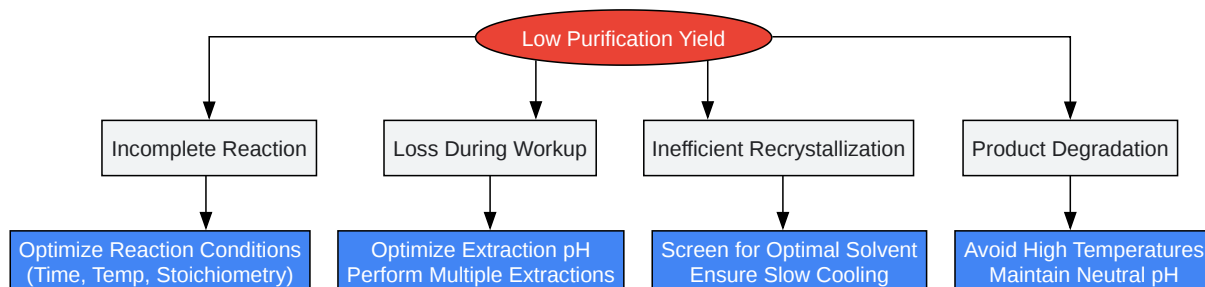 Low Purification Yield
Incomplete Reaction
Loss During Workup
Inefficient Recrystallization
Product Degradation
Optimize Reaction Conditions
(Time, Temp, Stoichiometry)
Optimize Extraction pH
Perform Multiple Extractions
Screen for Optimal Solvent
Ensure Slow Cooling
Avoid High Temperatures
Maintain Neutral pH